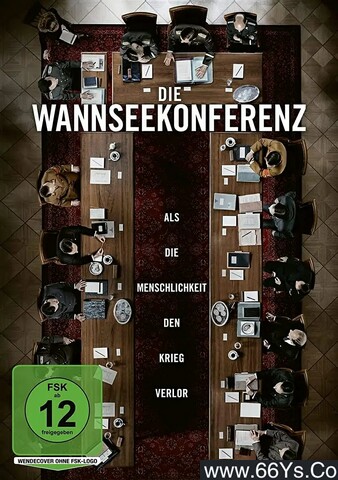 DIE
WANNSEEKONFERENZ
ALS
DIE
MENSCHLICHKEIT
DEN
KRIEG
VERLOR
FSK
ab
12
freigegeben
WENDECOVER OHNE FSK-LOGO
www.66Ys.Co